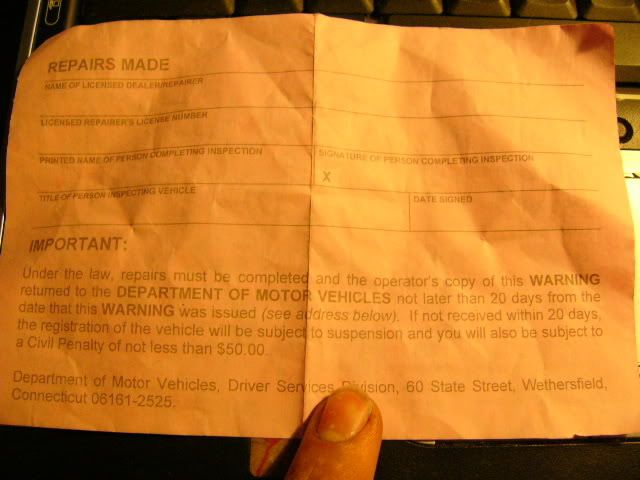 REPAIRS MADE
NAME OF LICENSED DEALER/REPAIRER
LICENSED REPAIRER'S LICENSE NUMBER
PRINTED NAME OF PERSON COMPLETING INSPECTION SIGNATURE OF PERSON COMPLETING INSPECTION
X
TITLE OF PERSON INSPECTING VEHICLE DATE SIGNED
IMPORTANT:
Under the law, repairs must be completed and the operator's copy of this WARNING
returned to the DEPARTMENT OF MOTOR VEHICLES not later than 20 days from the
date that this WARNING was issued (see address below). If not received within 20 days,
the registration of the vehicle will be subject to suspension and you will also be subject to
a Civil Penalty of not less than $50.00.
Department of Motor Vehicles, Driver Services Division, 60 State Street, Wethersfield,
Connecticut 06161-2525.